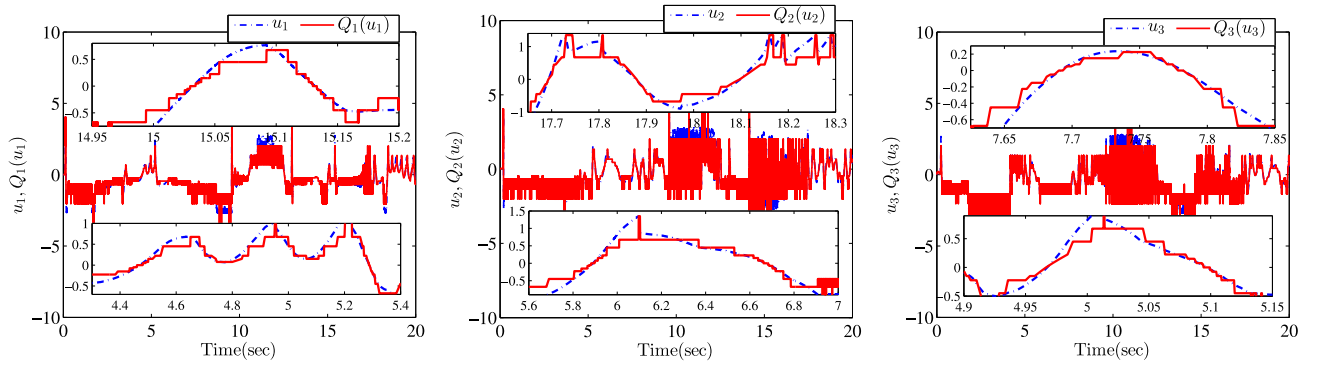 u1 Q1(u1)
10
0.5
0
−0.5
14.95 15 15.05 15.1 15.15 15.2
5
0
−5
−10
u1, Q1(u1)
0.5
0
−0.5
4.4 4.6 4.8 5 5.2 5.4
0 5 10 15 20
Time(sec)
u2 Q2(u2)
10
1
0
−1
17.7 17.8 17.9 18 18.1 18.2 18.3
5
0
−5
−10
u2, Q2(u2)
1.5
1
0.5
0
−0.5
5.6 5.8 6 6.2 6.4 6.6 6.8 7
0 5 10 15 20
Time(sec)
u3 Q3(u3)
10
0.2
0
−0.2
−0.4
−0.6
7.65 7.7 7.75 7.8 7.85
5
0
−5
−10
u3, Q3(u3)
0.5
0
−0.5
4.9 4.95 5 5.05 5.1 5.15
0 5 10 15 20
Time(sec)